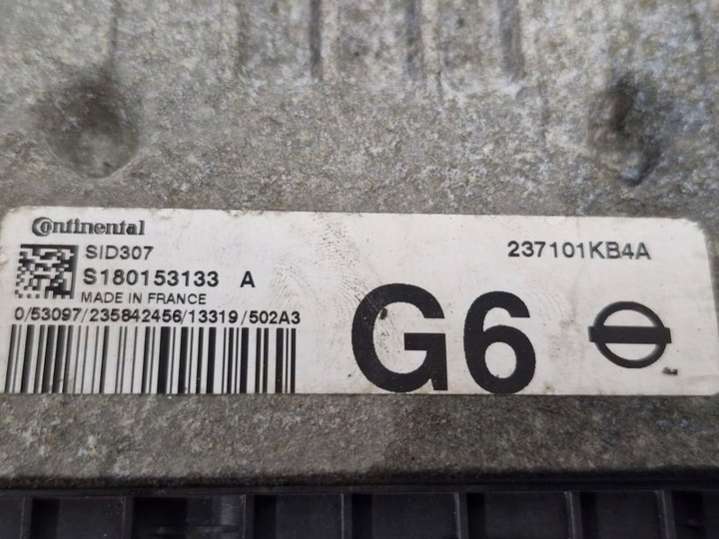 Continental
SID307
S180153133 A
MADE IN FRANCE
0/53097/235842456/13319/502A3
237101KB4A
G6